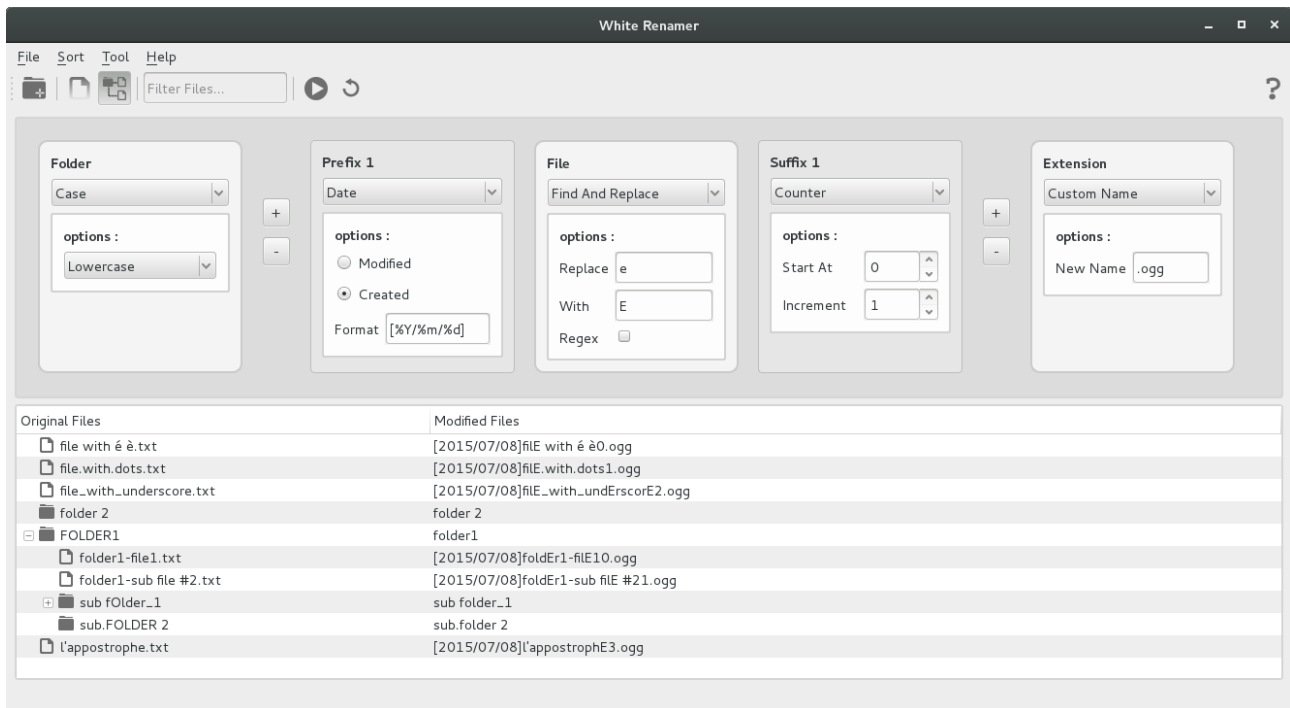 White Renamer
File Sort Tool Help
Filter Files... ?
Folder
Case
options :
Lowercase
+
-
Prefix 1
Date
options :
Modified
Created
Format [%Y/%m/%d]
File
Find And Replace
options :
Replace e
With E
Regex
Suffix 1
Counter
options :
Start At 0
Increment 1
+
-
Extension
Custom Name
options :
New Name .ogg
Original Files Modified Files
file with é è.txt [2015/07/08]filE with é è0.ogg
file.with.dots.txt [2015/07/08]filE.with.dots1.ogg
file_with_underscore.txt [2015/07/08]filE_with_undErscorE2.ogg
folder 2 folder 2
FOLDER1 folder1
folder1-file1.txt [2015/07/08]foldEr1-filE10.ogg
folder1-sub file #2.txt [2015/07/08]foldEr1-sub filE #21.ogg
sub fOlder_1 sub folder_1
sub.FOLDER 2 sub.folder 2
l'appostrophe.txt [2015/07/08]l'appostrophE3.ogg